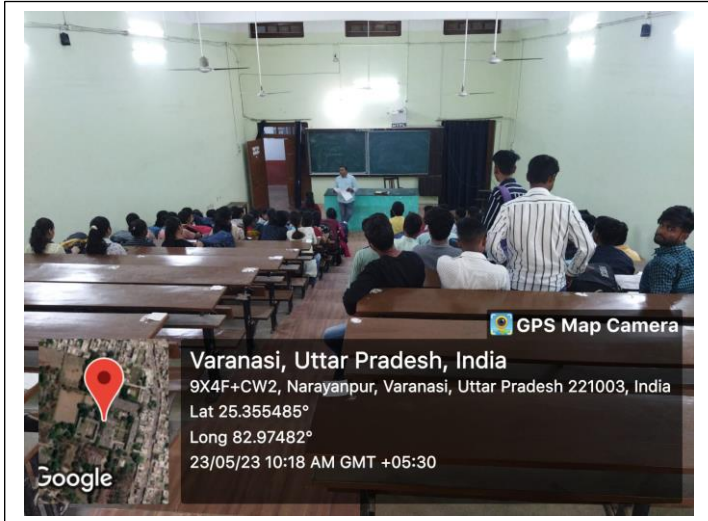 GPS Map Camera
Varanasi, Uttar Pradesh, India
9X4F+CW2, Narayanpur, Varanasi, Uttar Pradesh 221003, India
Lat 25.355485°
Long 82.97482°
23/05/23 10:18 AM GMT +05:30
Google